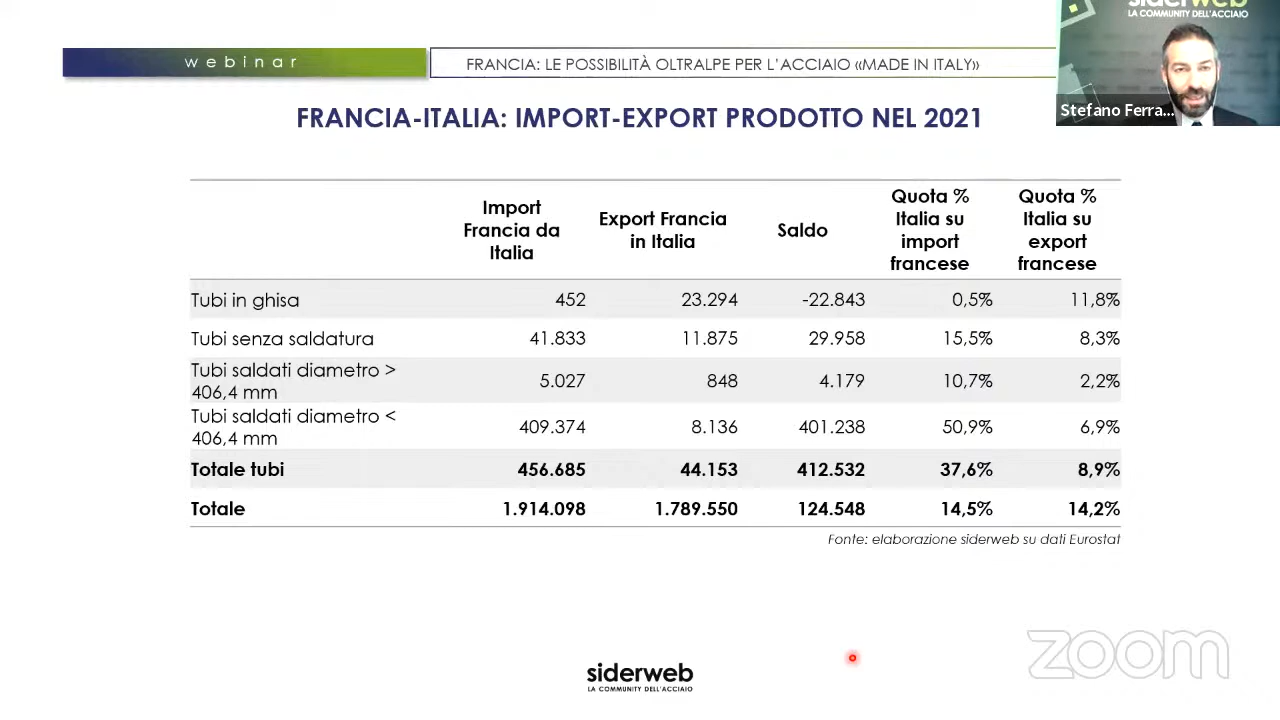 siderweb
LA COMMUNITY DELL'ACCIAIO
webinar
FRANCIA: LE POSSIBILITÀ OLTRALPE PER L'ACCIAIO «MADE IN ITALY»
Stefano Ferra...
FRANCIA-ITALIA: IMPORT-EXPORT PRODOTTO NEL 2021
Import Francia da Italia Export Francia in Italia Saldo Quota % Italia su import francese Quota % Italia su export francese
Tubi in ghisa 452 23.294 -22.843 0,5% 11,8%
Tubi senza saldatura 41.833 11.875 29.958 15,5% 8,3%
Tubi saldati diametro > 406,4 mm 5.027 848 4.179 10,7% 2,2%
Tubi saldati diametro < 406,4 mm 409.374 8.136 401.238 50,9% 6,9%
Totale tubi 456.685 44.153 412.532 37,6% 8,9%
Totale 1.914.098 1.789.550 124.548 14,5% 14,2%
Fonte: elaborazione siderweb su dati Eurostat
siderweb
LA COMMUNITY DELL'ACCIAIO
zoom